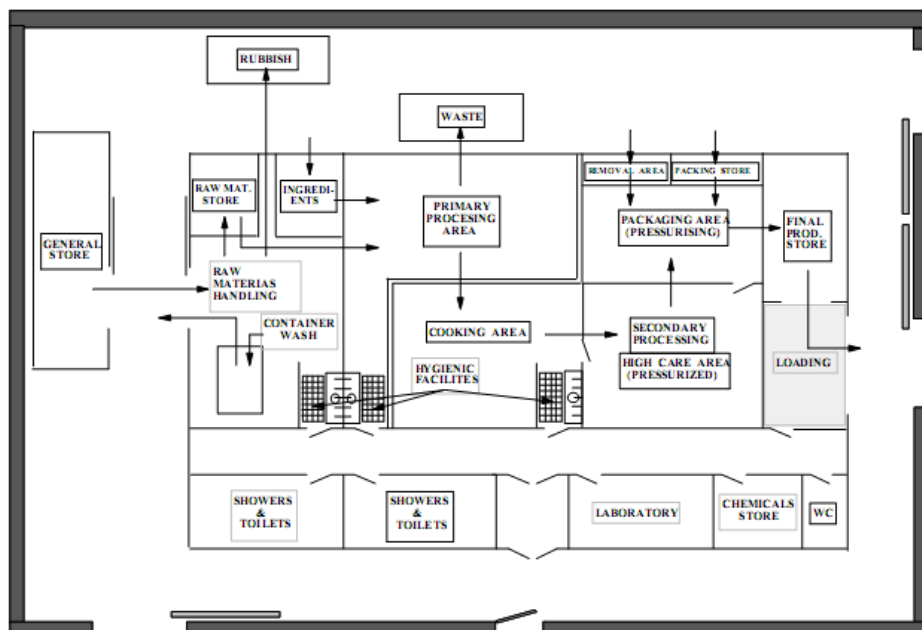 RUBBISH
WASTE
REMOVAL AREA
PACKING STORE
RAW MAT.
STORE
INGREDI-
ENTS
PRIMARY
PROCESING
AREA
PACKAGING AREA
(PRESSURISING)
FINAL
PROD.
STORE
GENERAL
STORE
RAW
MATERIAS
HANDLING
CONTAINER
WASH
COOKING AREA
SECONDARY
PROCESSING
HIGH CARE AREA
(PRESSURIZED)
HYGIENIC
FACILITES
LOADING
SHOWERS
&
TOILETS
SHOWERS
&
TOILETS
LABORATORY
CHEMICALS
STORE
WC